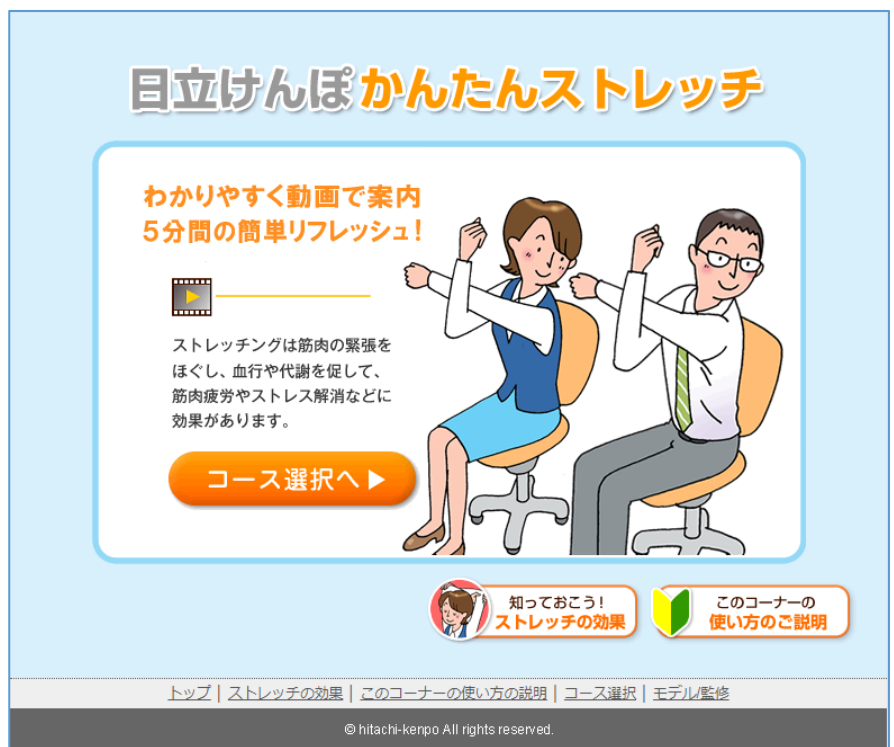 日立けんぽ かんたんストレッチ
わかりやすく動画で案内
5分間の簡単リフレッシュ!
ストレッチングは筋肉の緊張を
ほぐし、血行や代謝を促して、
筋肉疲労やストレス解消などに
効果があります。
コース選択へ▶
知っておこう!
ストレッチの効果
このコーナーの
使い方のご説明
トップ | ストレッチの効果 | このコーナーの使い方の説明 | コース選択 | モデル/監修
© hitachi-kenpo All rights reserved.